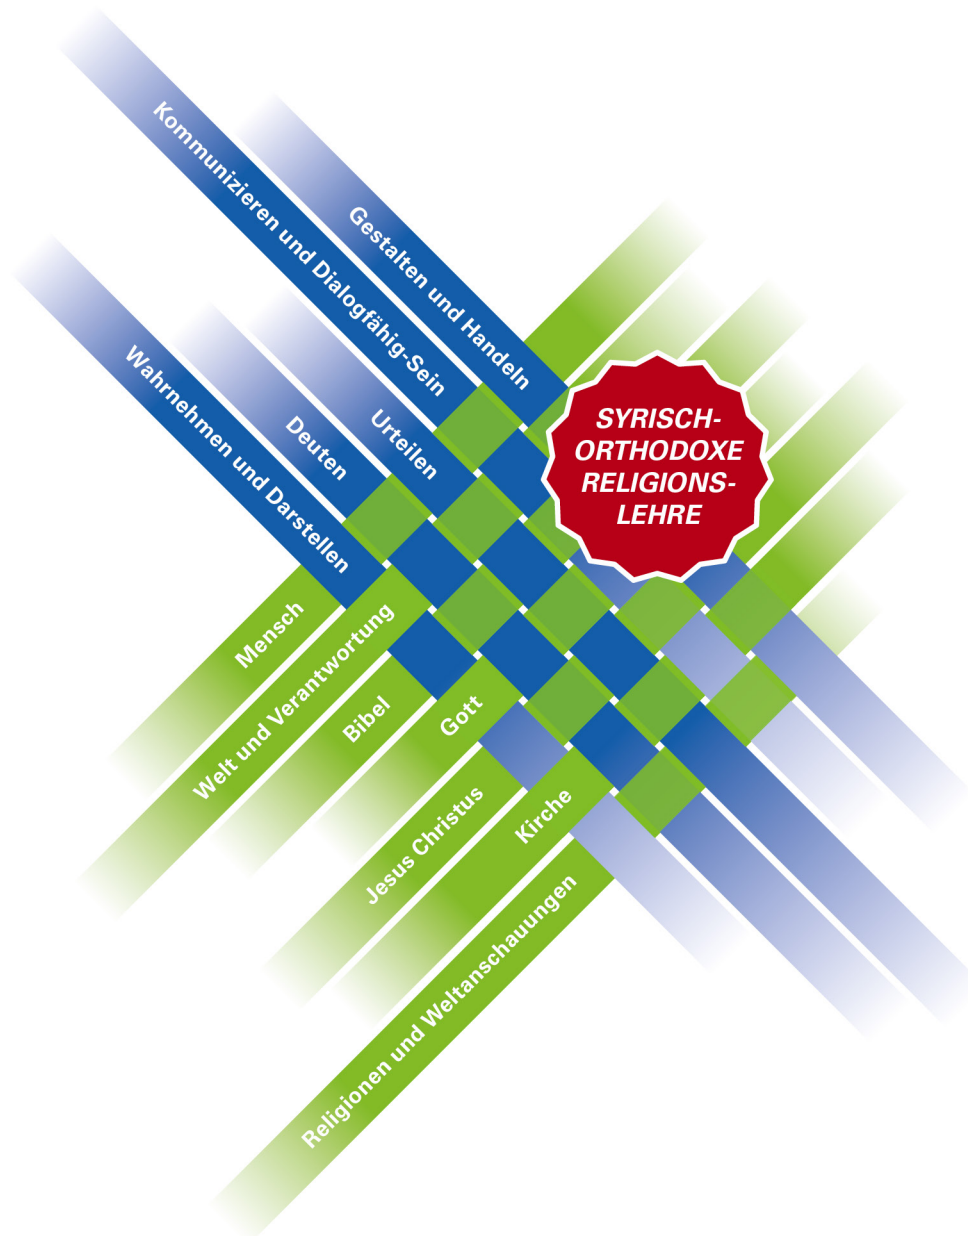 Kommunizieren und Dialogfähig-Sein
Gestalten und Handeln
Wahrnehmen und Darstellen
Deuten
Urteilen
SYRISCH-
ORTHODOXE
RELIGIONS-
LEHRE
Mensch
Welt und Verantwortung
Bibel
Gott
Jesus Christus
Kirche
Religionen und Weltanschauungen